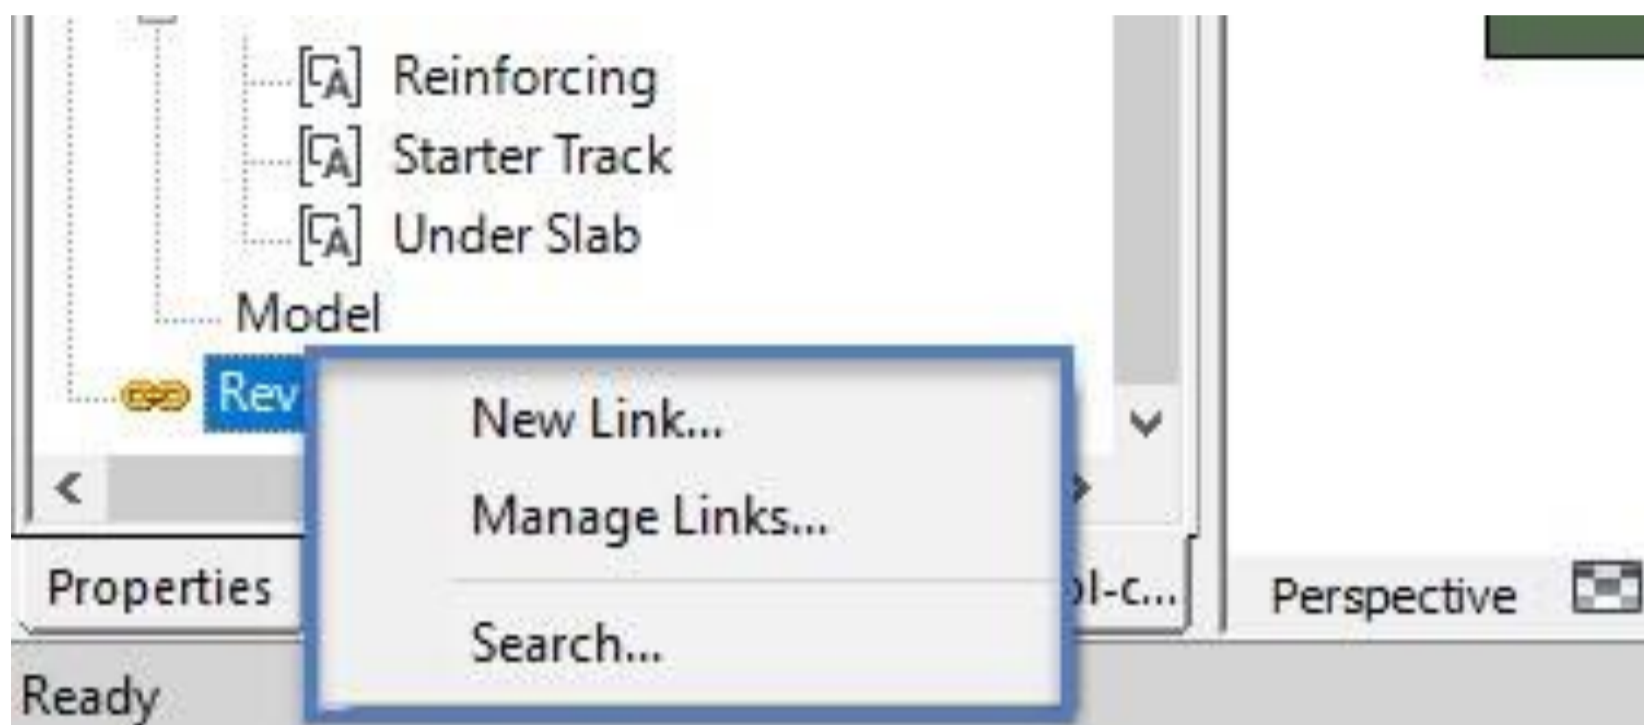 Reinforcing
Starter Track
Under Slab
Model
Rev
New Link...
Manage Links...
Properties
Perspective
Search...
Ready